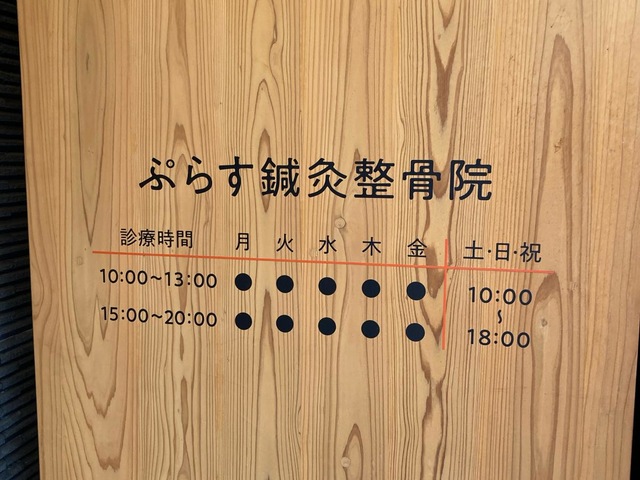 ぷらす鍼灸整骨院
診療時間 月 火 水 木 金 土・日・祝
10:00~13:00 ● ● ● ● ● 10:00
〜
15:00~20:00 ● ● ● ● ● 18:00